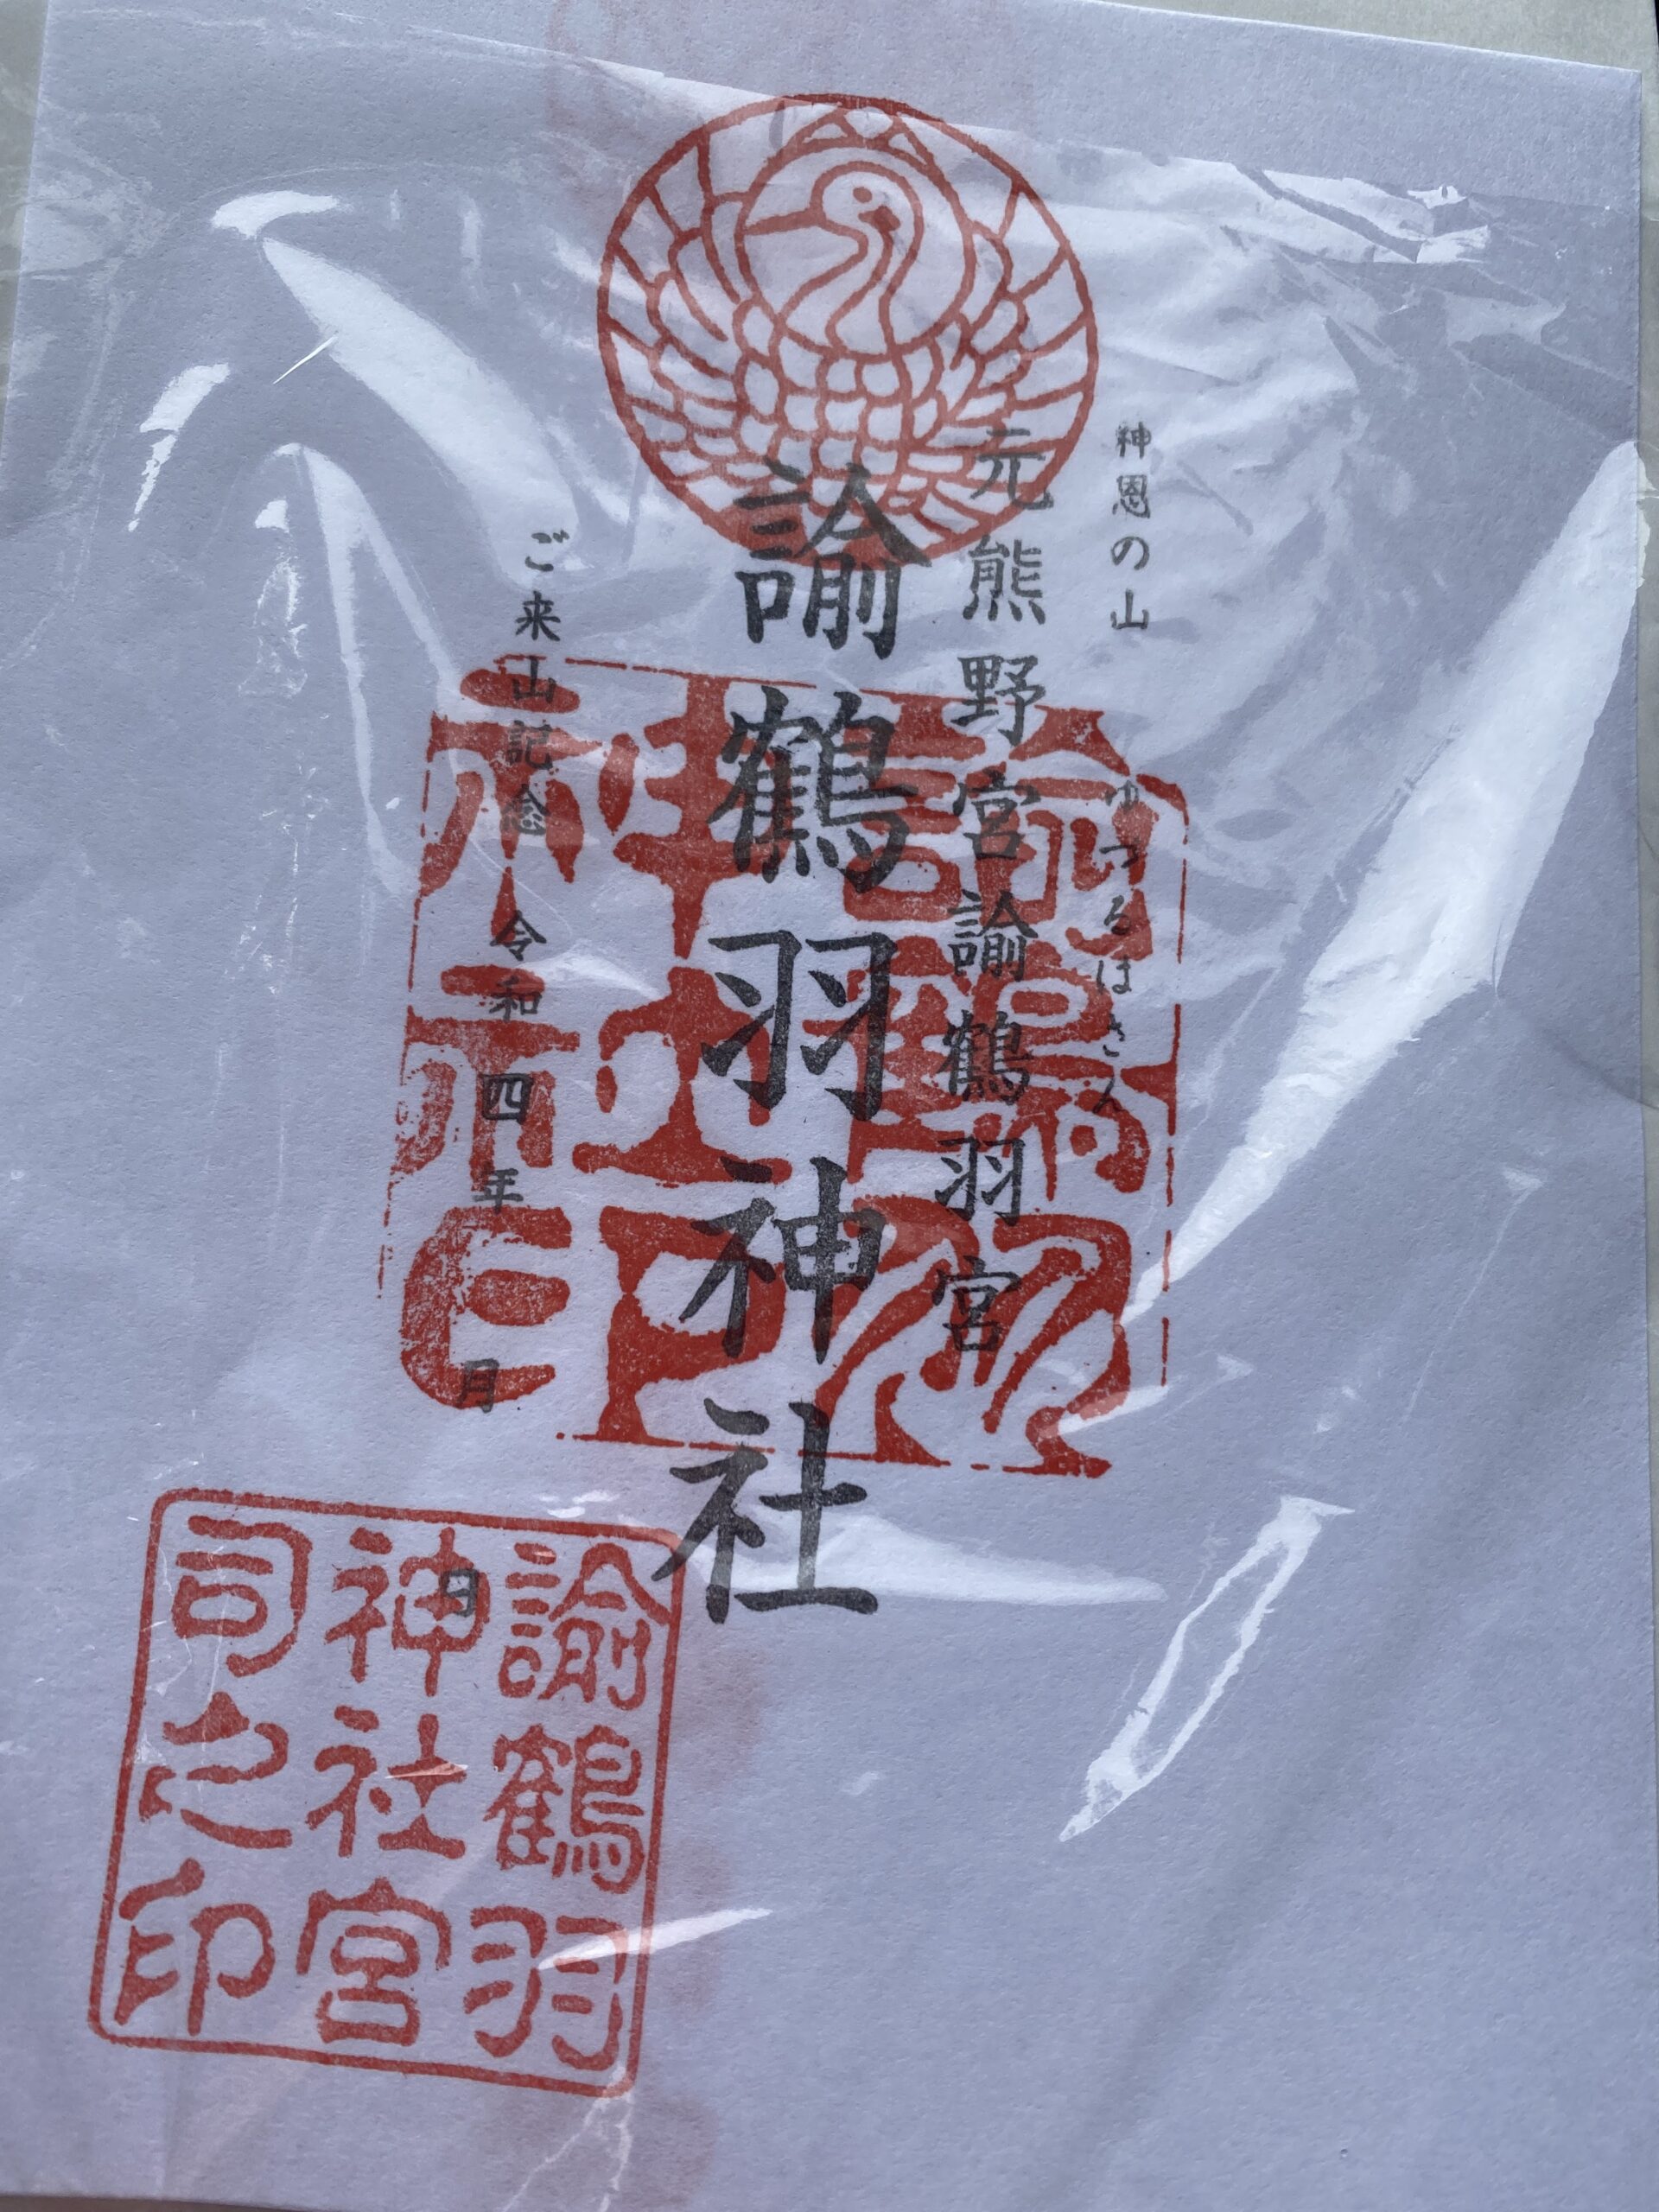 神恩の山　ゆづるはさん
元熊野宮諭鶴羽宮
諭鶴羽神社
ご来山記念　令和四年　月　日
諭鶴羽
神社
印
諭鶴羽
神社宮
司之印